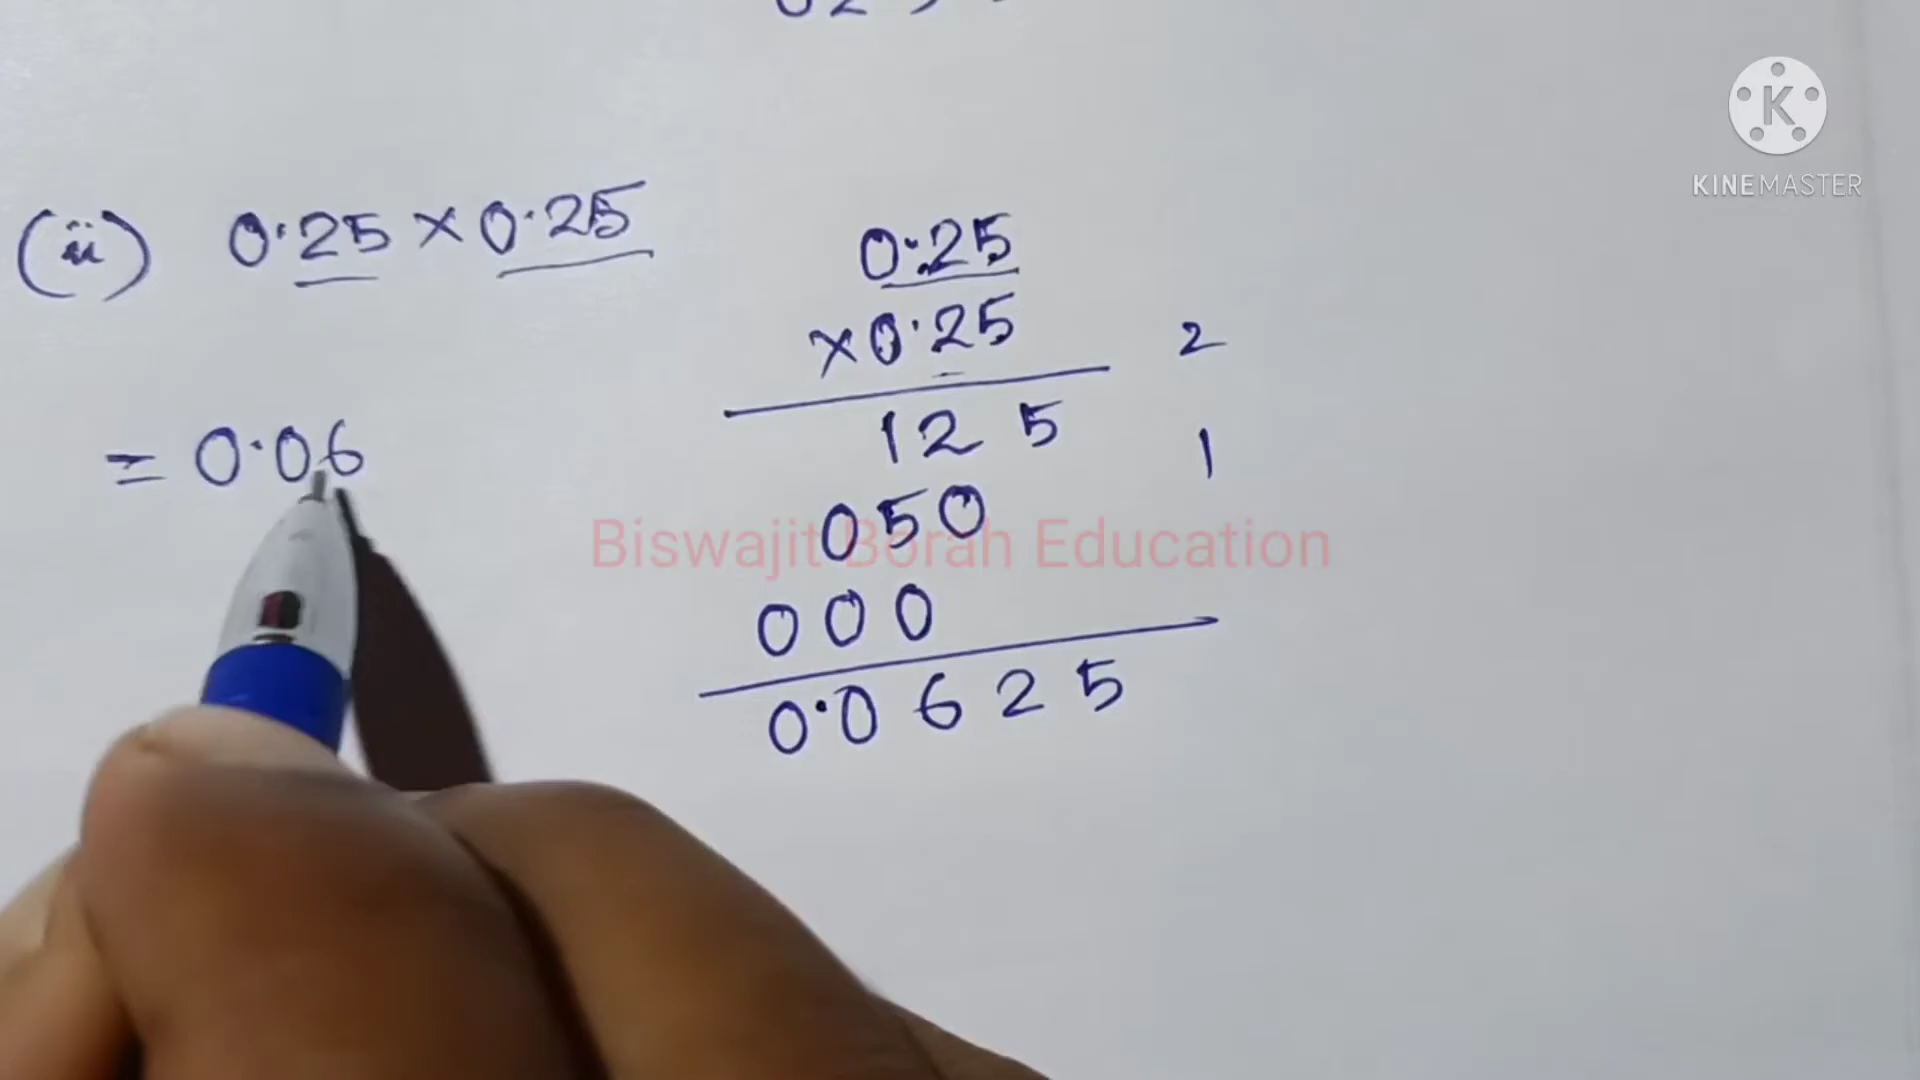 (ii) 0.25 × 0.25
= 0.06
0.25
×0.25
2
125
1
050
000
0.0625
Biswajit Borah Education
K
KINEMASTER